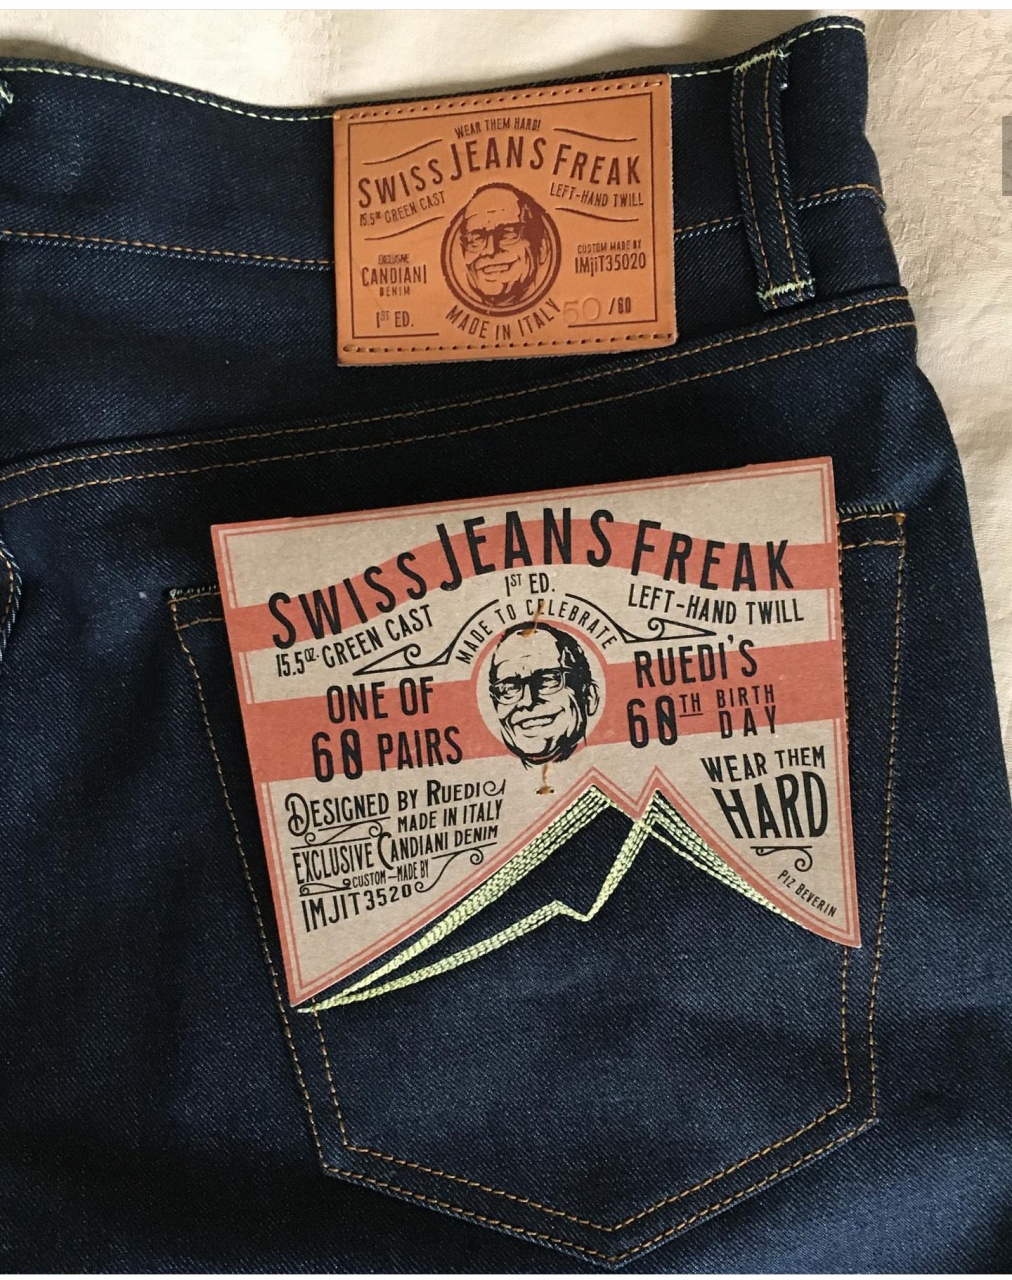 WEAR THEM HARD!
SWISS JEANS FREAK
15.5OZ GREEN CAST
LEFT-HAND TWILL
EXCLUSIVE
CANDIANI
DENIM
CUSTOM MADE BY
IMjiT35020
1ST ED.
MADE IN ITALY
50 /60
SWISS JEANS FREAK
1ST ED.
15.5OZ GREEN CAST
LEFT-HAND TWILL
MADE TO CELEBRATE
ONE OF
60 PAIRS
RUEDI'S
60TH BIRTH
DAY
DESIGNED BY RUEDI
MADE IN ITALY
EXCLUSIVE CANDIANI DENIM
CUSTOM-MADE BY
IMJIT3520
WEAR THEM
HARD
PIZ BEVERIN